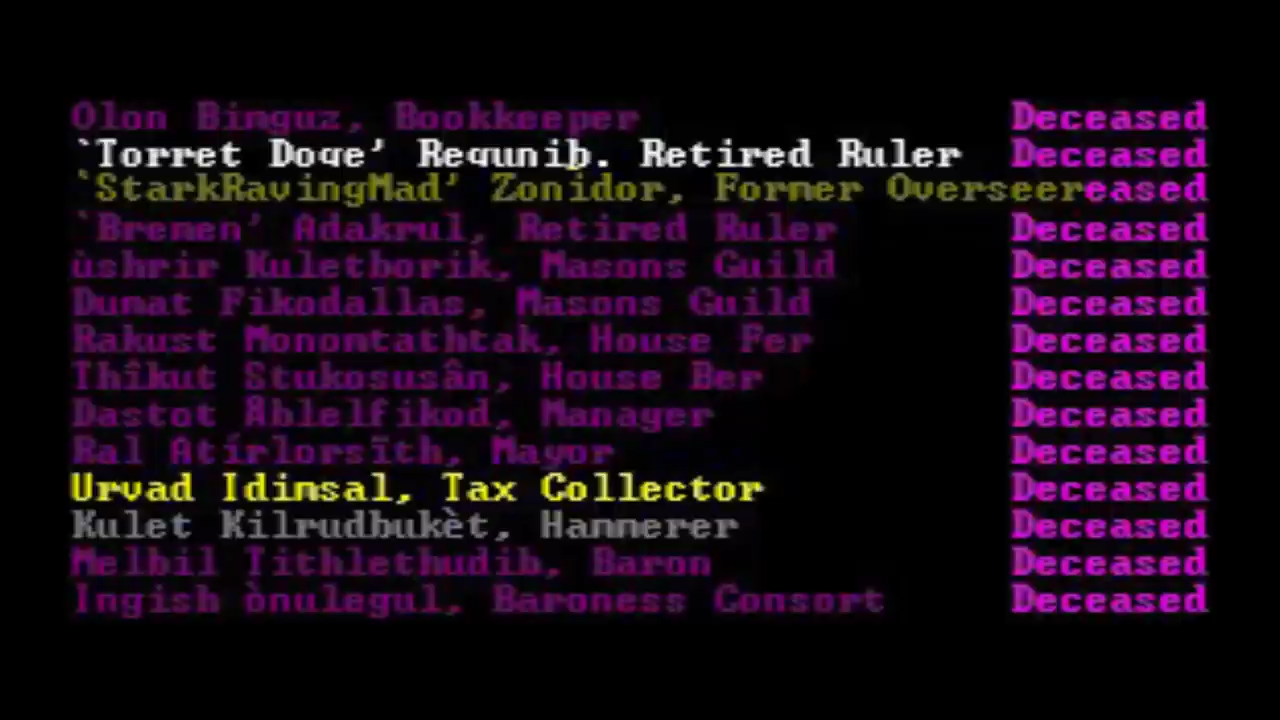 Olon Binguz, Bookkeeper Deceased
`Torret Doge' Regunib. Retired Ruler Deceased
`StarkRavingMad' Zonidor, Former Overseereased
`Bremen' Adakrul, Retired Ruler Deceased
ùshrir Kuletborik, Masons Guild Deceased
Dumat Fikodallas, Masons Guild Deceased
Rakust Monomtathtak, House Fer Deceased
Thîkut Stukosusân, House Ber Deceased
Dastot Åblelfikod, Manager Deceased
Ral Atírlorsïth, Mayor Deceased
Urvad Idimsal, Tax Collector Deceased
Kulet Kilrudbukèt, Hammerer Deceased
Melbil Tithlethudib, Baron Deceased
Ingish ònulegul, Baroness Consort Deceased